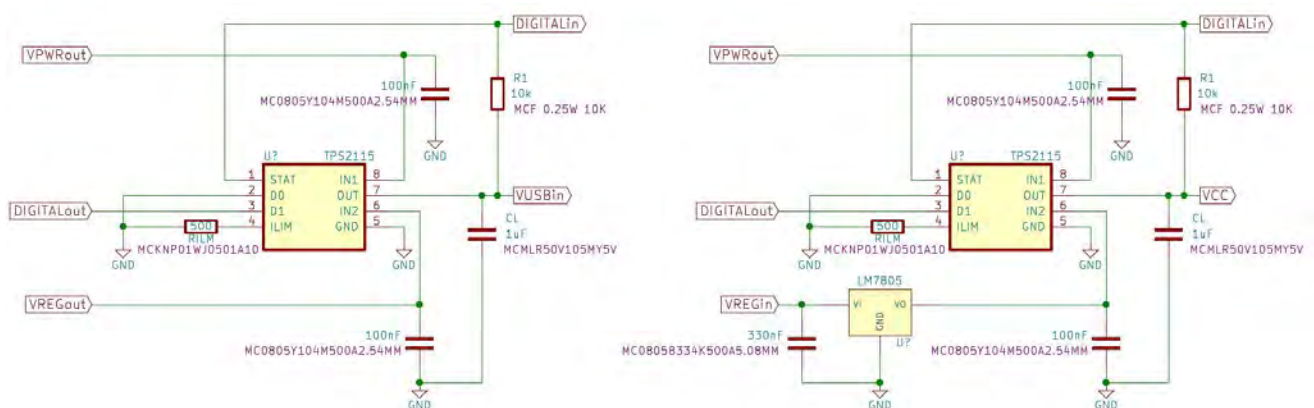 DIGITALin
VPWRout
100nF
MC0805Y104M500A2.54MM
GND
R1
10k
MCF 0.25W 10K
U?
TPS2115
1 STAT IN1 8
2 D0 OUT 7
3 D1 IN2 6
4 ILIM GND 5
VUSBin
DIGITALout
500
RILM
MCKNP01WJ0501A10
GND
GND
CL
1uF
MCMLR50V105MY5V
VREGout
100nF
MC0805Y104M500A2.54MM
GND
DIGITALin
VPWRout
100nF
MC0805Y104M500A2.54MM
GND
R1
10k
MCF 0.25W 10K
U?
TPS2115
1 STAT IN1 8
2 D0 OUT 7
3 D1 IN2 6
4 ILIM GND 5
VCC
DIGITALout
500
RILM
MCKNP01WJ0501A10
GND
GND
CL
1uF
MCMLR50V105MY5V
LM7805
VREGin
VI VO
GND
U?
330nF
MC0805B334K500A5.08MM
100nF
MC0805Y104M500A2.54MM
GND
GND